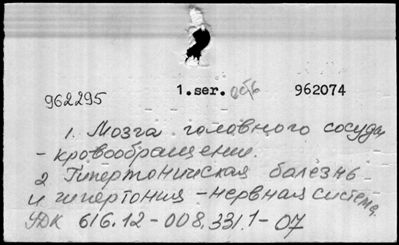 962295 1.ser. об/б 962074
1. Мозга головного сосуды
- кровообращение.
2 Гипертоническая болезнь
и гипертония - нервная система.
УДК 616.12-008.331.1-07